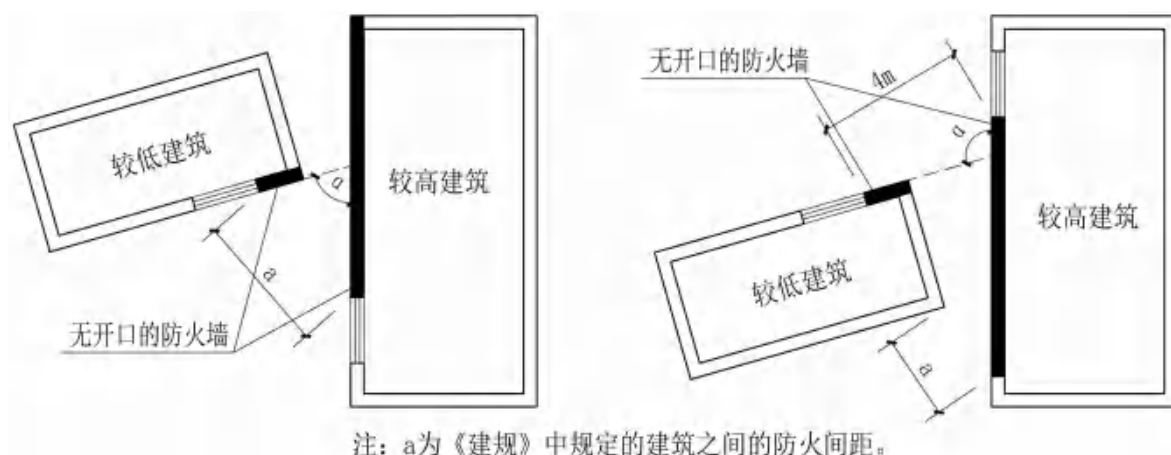 无开口的防火墙
4m
α
较低建筑
α
较高建筑
较高建筑
a
较低建筑
无开口的防火墙
a
注: a为《建规》中规定的建筑之间的防火间距。